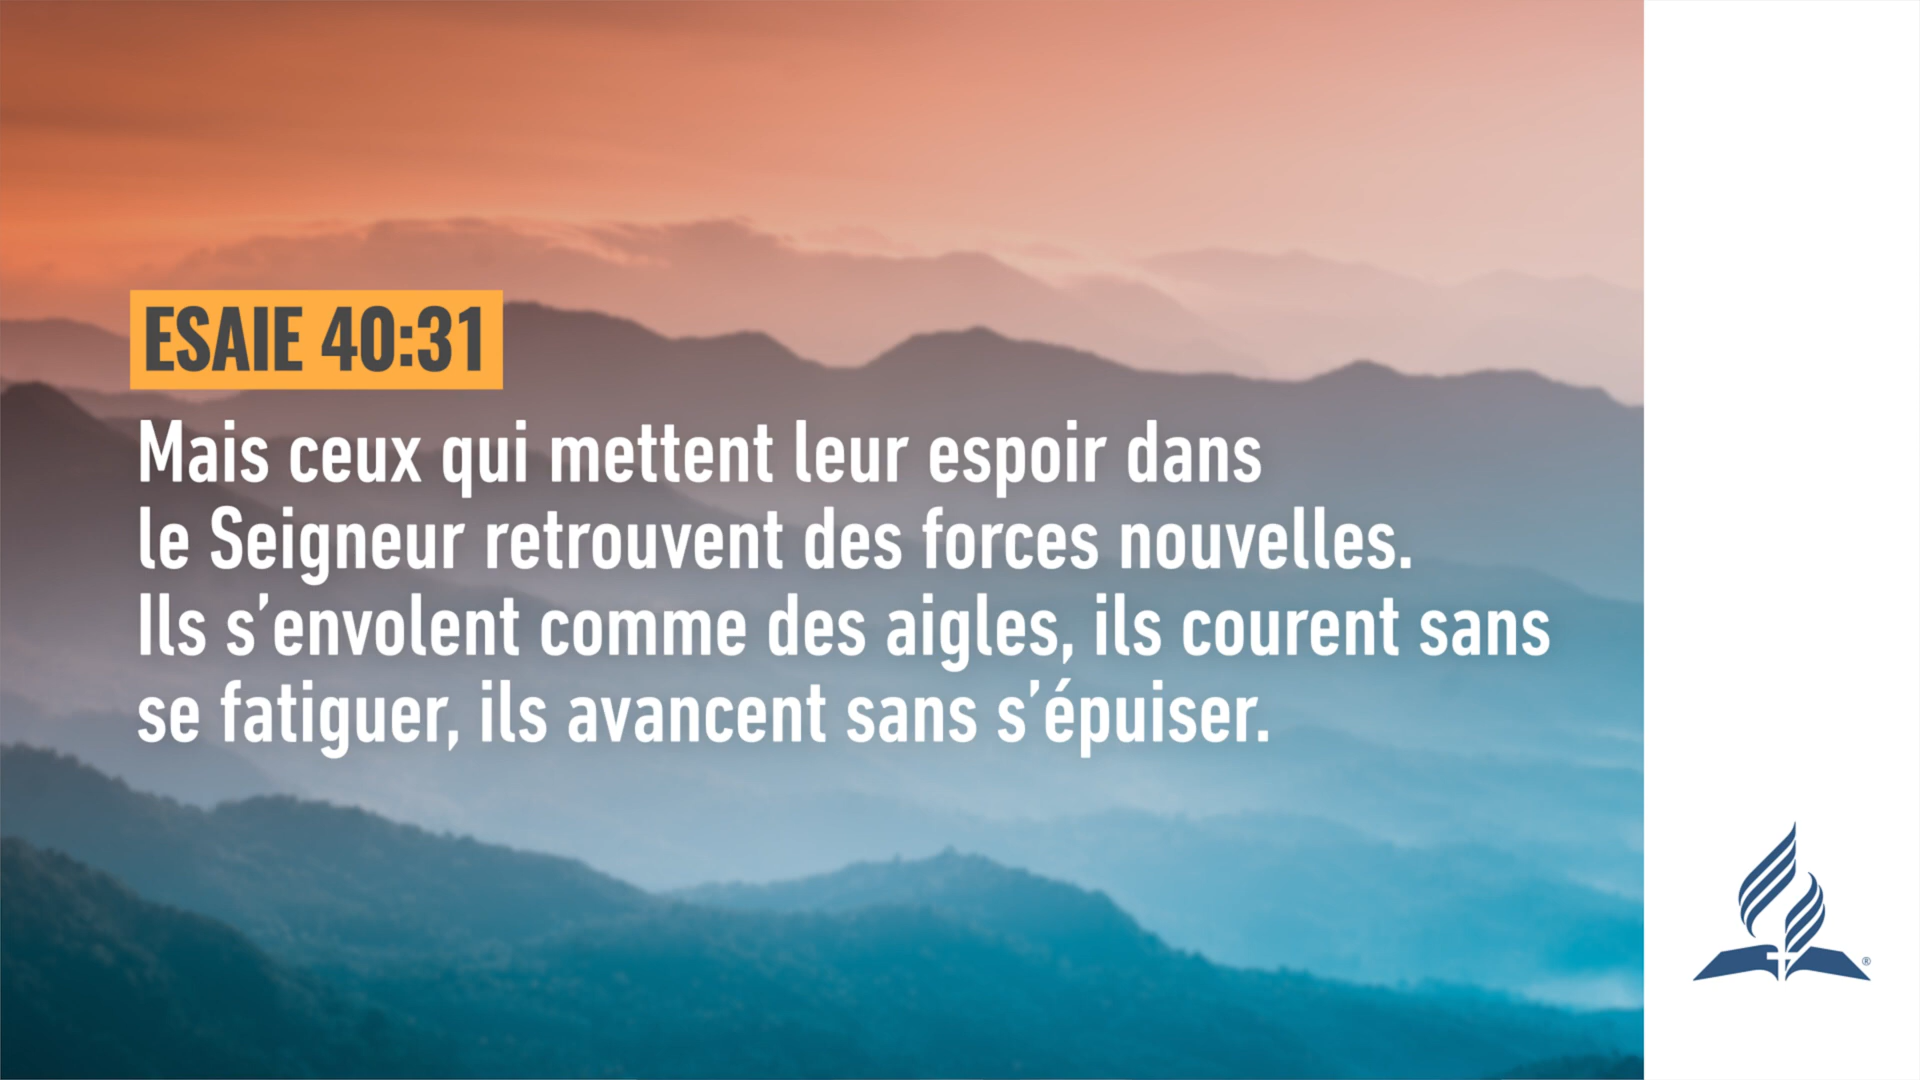 ESAIE 40:31
Mais ceux qui mettent leur espoir dans
le Seigneur retrouvent des forces nouvelles.
Ils s’envolent comme des aigles, ils courent sans
se fatiguer, ils avancent sans s’épuiser.
®